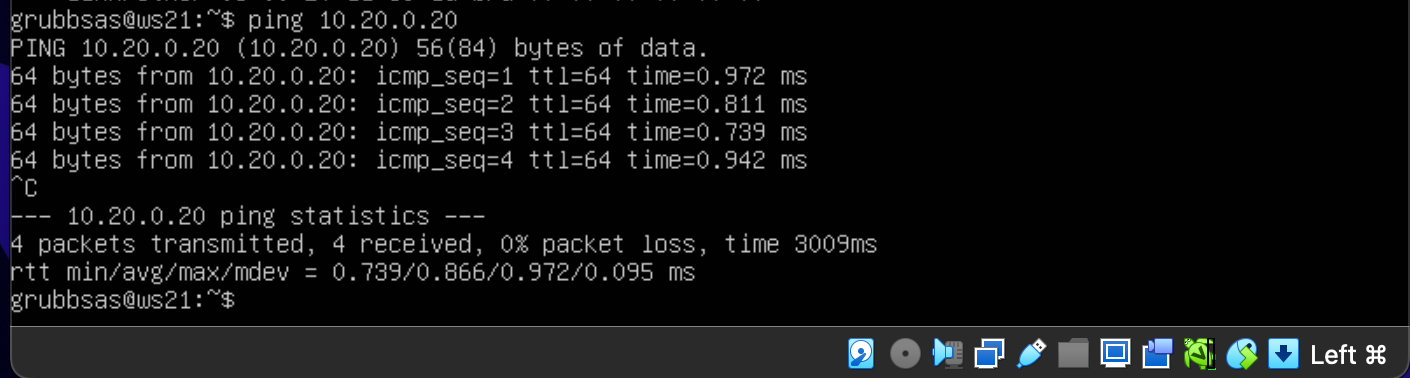 grubbsas@ws21:~$ ping 10.20.0.20
PING 10.20.0.20 (10.20.0.20) 56(84) bytes of data.
64 bytes from 10.20.0.20: icmp_seq=1 ttl=64 time=0.972 ms
64 bytes from 10.20.0.20: icmp_seq=2 ttl=64 time=0.811 ms
64 bytes from 10.20.0.20: icmp_seq=3 ttl=64 time=0.739 ms
64 bytes from 10.20.0.20: icmp_seq=4 ttl=64 time=0.942 ms
^C
--- 10.20.0.20 ping statistics ---
4 packets transmitted, 4 received, 0% packet loss, time 3009ms
rtt min/avg/max/mdev = 0.739/0.866/0.972/0.095 ms
grubbsas@ws21:~$
Left ⌘